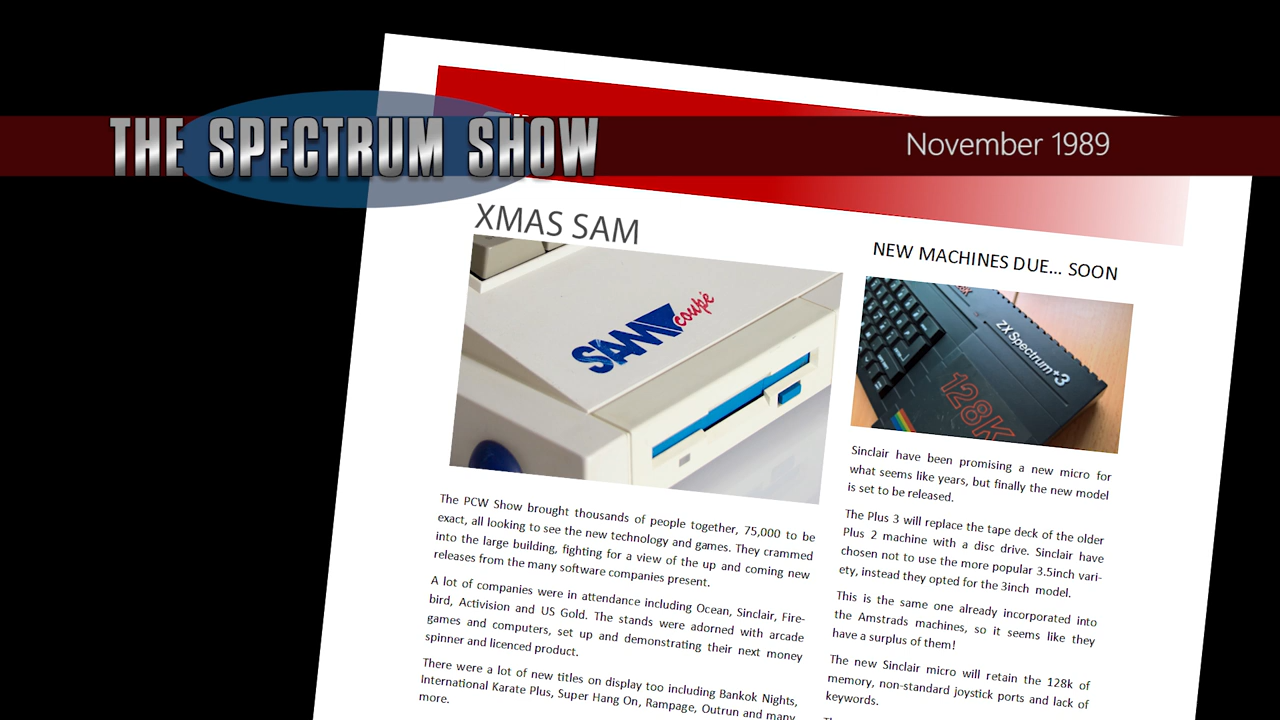 THE SPECTRUM SHOW
November 1989
XMAS SAM
SAM coupé
The PCW Show brought thousands of people together, 75,000 to be
exact, all looking to see the new technology and games. They crammed
into the large building, fighting for a view of the up and coming new
releases from the many software companies present.
A lot of companies were in attendance including Ocean, Sinclair, Fire-
bird, Activision and US Gold. The stands were adorned with arcade
games and computers, set up and demonstrating their next money
spinner and licenced product.
There were a lot of new titles on display too including Bankok Nights,
International Karate Plus, Super Hang On, Rampage, Outrun and many
more.
NEW MACHINES DUE... SOON
ZX Spectrum +3
128K
Sinclair have been promising a new micro for
what seems like years, but finally the new model
is set to be released.
The Plus 3 will replace the tape deck of the older
Plus 2 machine with a disc drive. Sinclair have
chosen not to use the more popular 3.5inch vari-
ety, instead they opted for the 3inch model.
This is the same one already incorporated into
the Amstrads machines, so it seems like they
have a surplus of them!
The new Sinclair micro will retain the 128k of
memory, non-standard joystick ports and lack of
keywords.